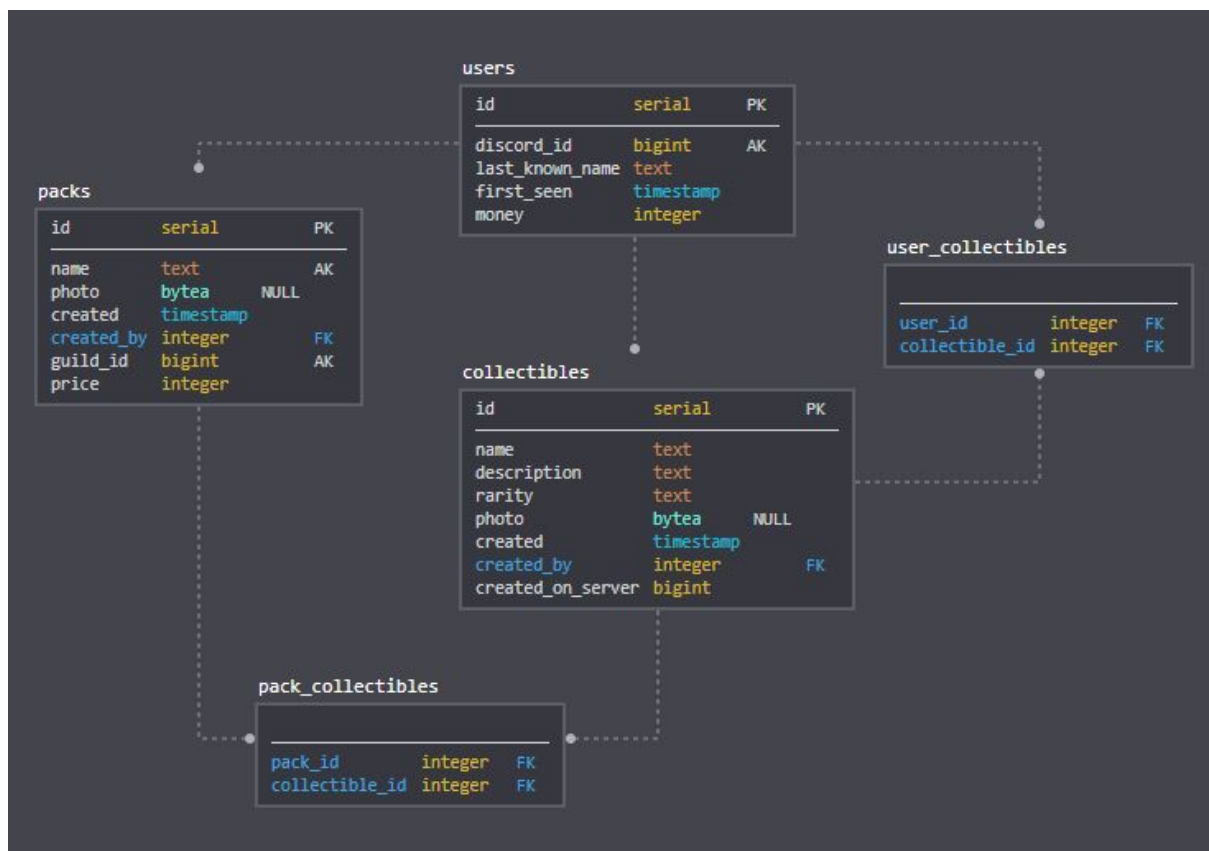 users
id serial PK
discord_id bigint AK
last_known_name text
first_seen timestamp
money integer
packs
id serial PK
name text AK
photo bytea NULL
created timestamp
created_by integer FK
guild_id bigint AK
price integer
user_collectibles
user_id integer FK
collectible_id integer FK
collectibles
id serial PK
name text
description text
rarity text
photo bytea NULL
created timestamp
created_by integer FK
created_on_server bigint
pack_collectibles
pack_id integer FK
collectible_id integer FK